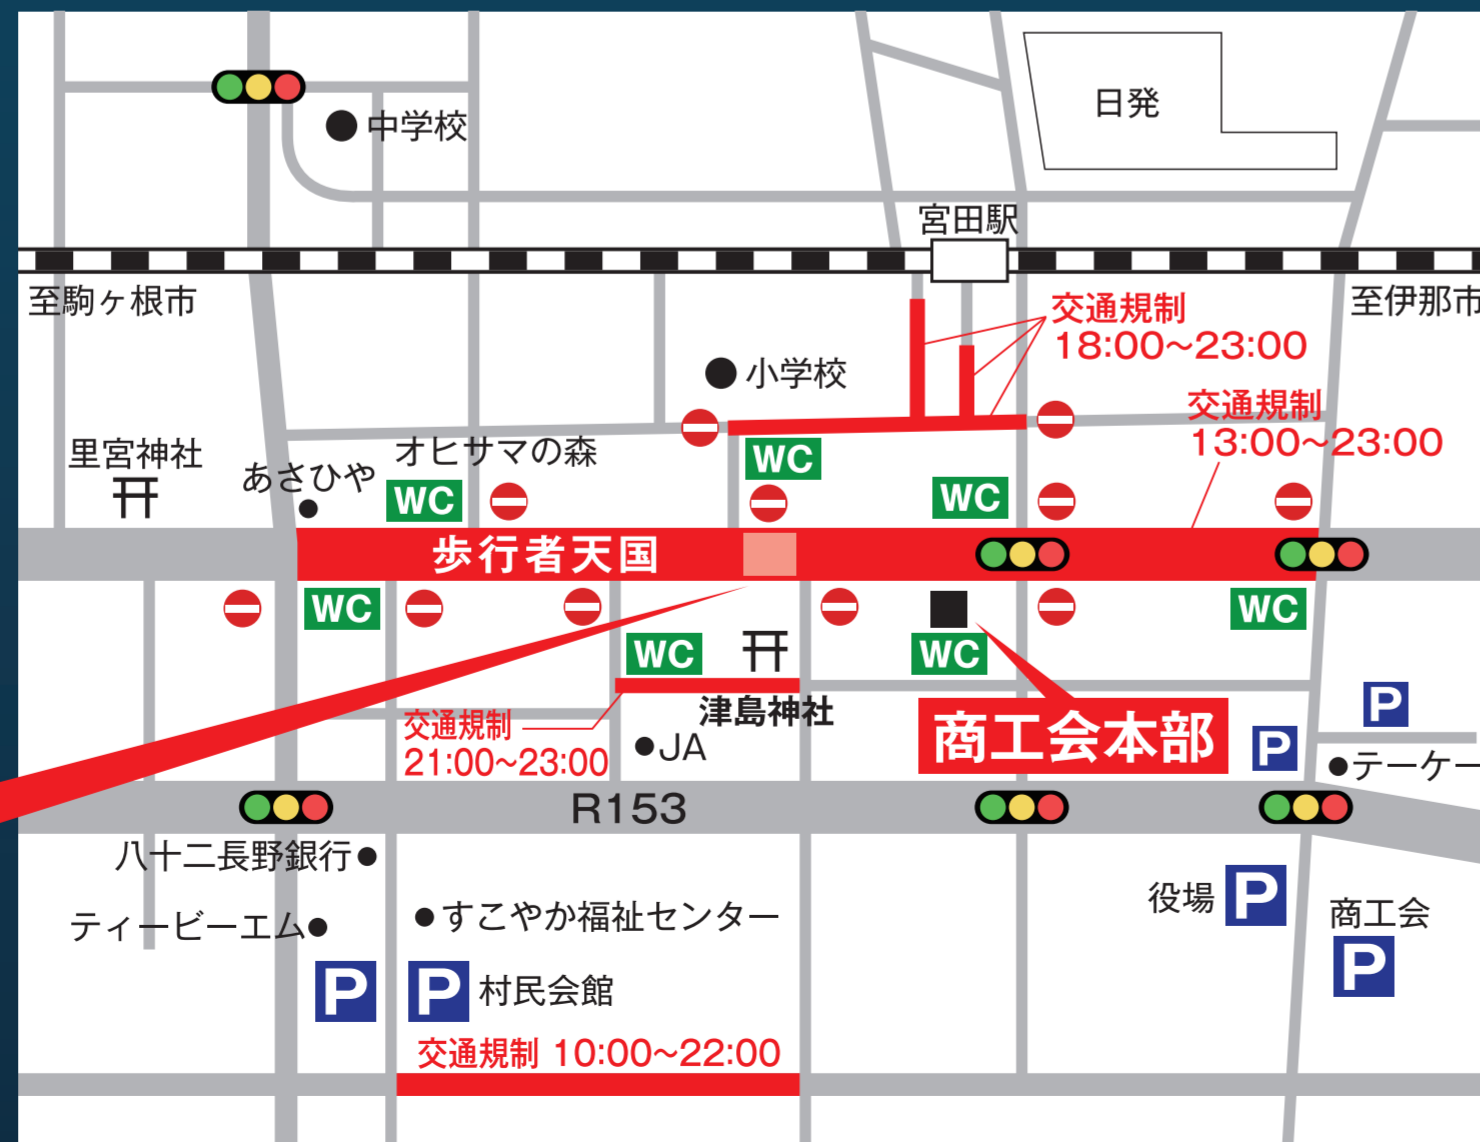 中学校
日発
宮田駅
至駒ヶ根市
至伊那市
交通規制
18:00~23:00
小学校
交通規制
13:00~23:00
里宮神社
あさひや
オヒサマの森
WC
WC
WC
歩行者天国
WC
WC
WC
WC
津島神社
交通規制
21:00~23:00
JA
商工会本部
P
P
テーケー
R153
八十二長野銀行
ティービーエム
すこやか福祉センター
役場 P
商工会
P
P
P 村民会館
交通規制 10:00~22:00